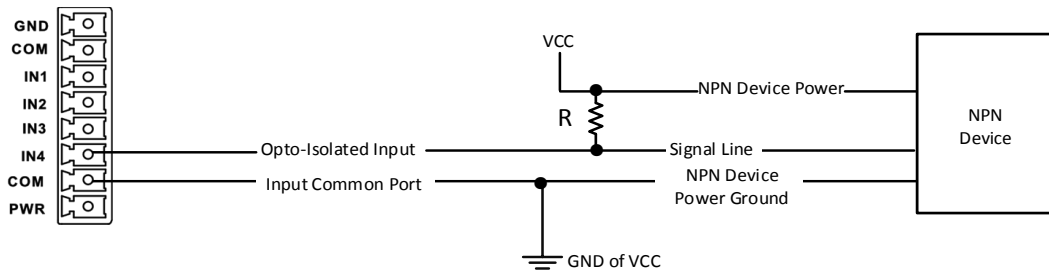 GND
COM
IN1
IN2
IN3
IN4
COM
PWR
VCC
R
Opto-Isolated Input
Input Common Port
GND of VCC
NPN Device Power
Signal Line
NPN Device
Power Ground
NPN
Device